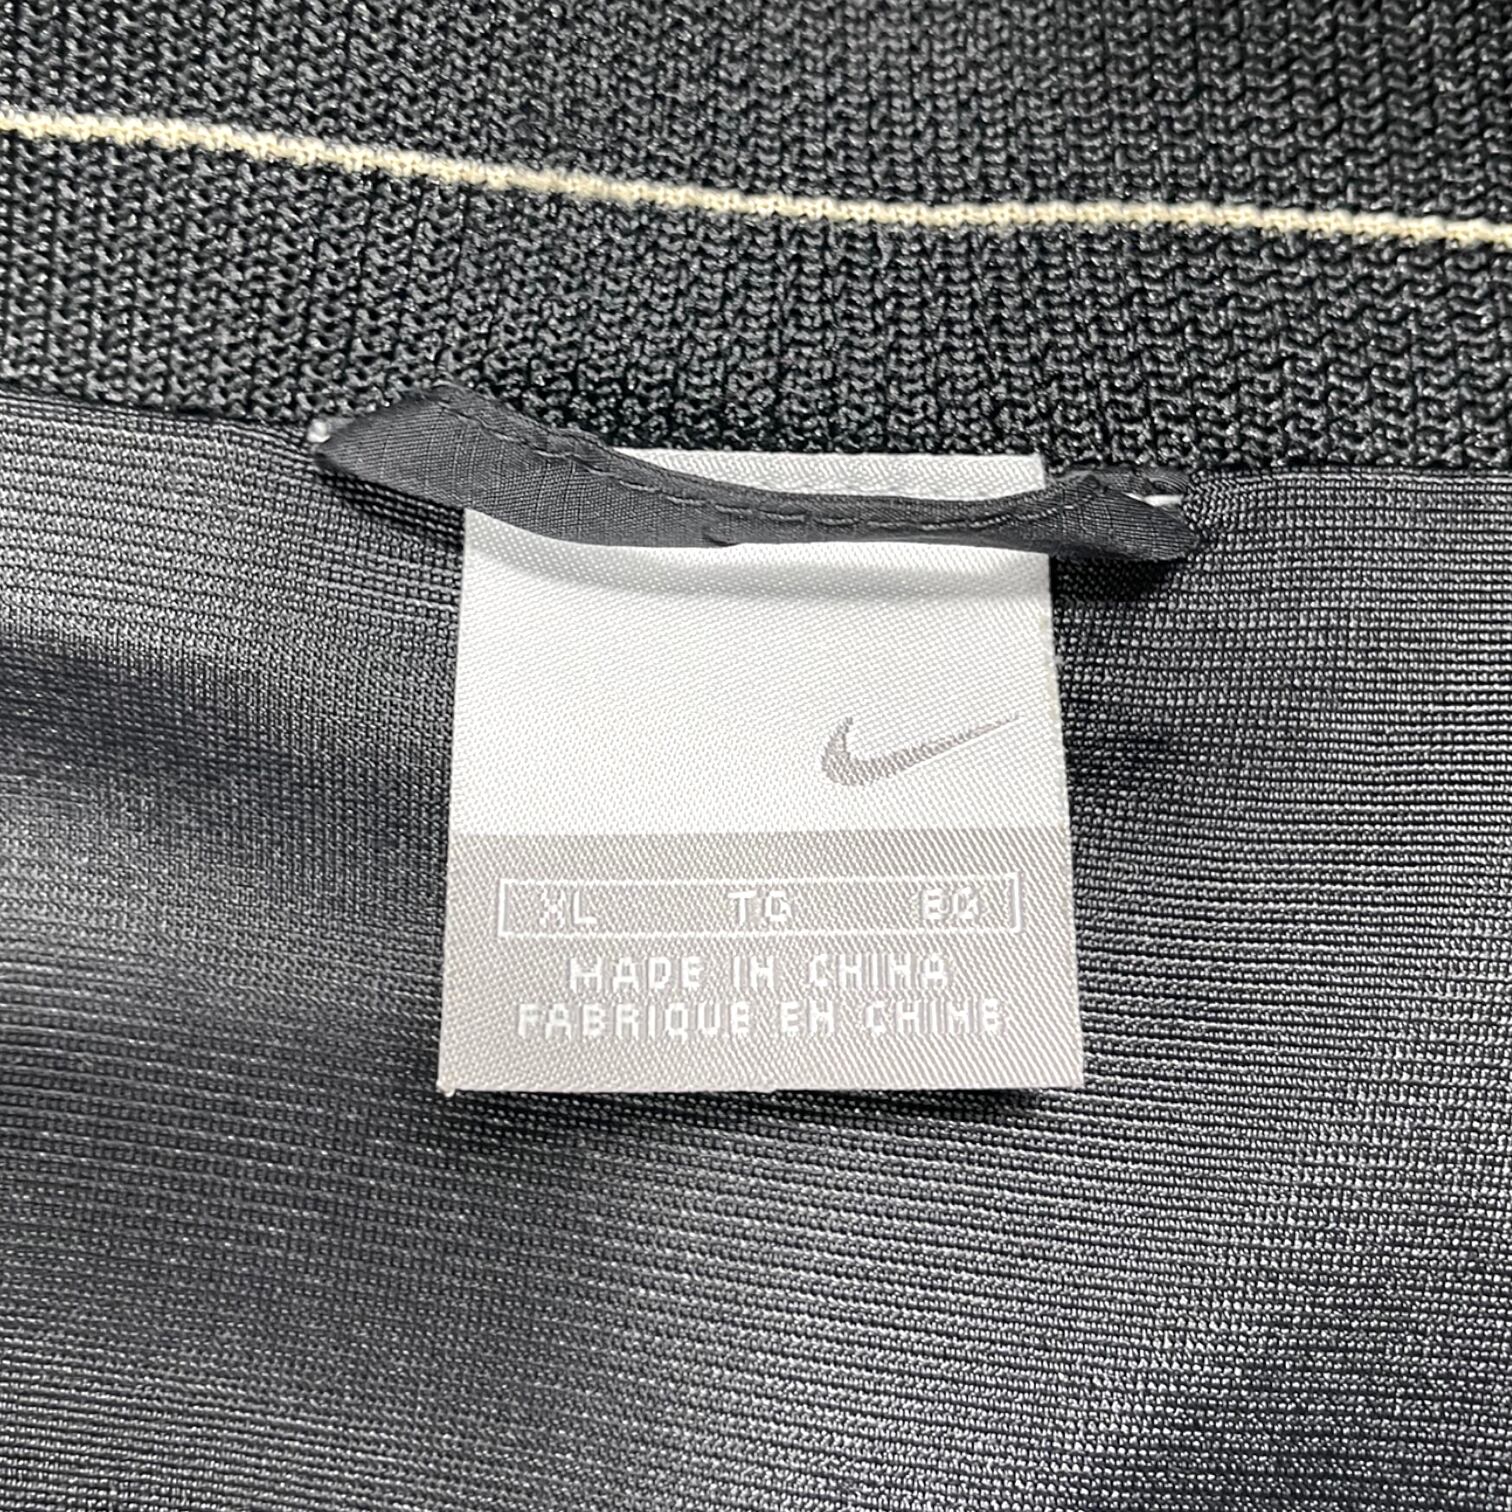 XL TG EG
MADE IN CHINA
FABRIQUE EN CHINE